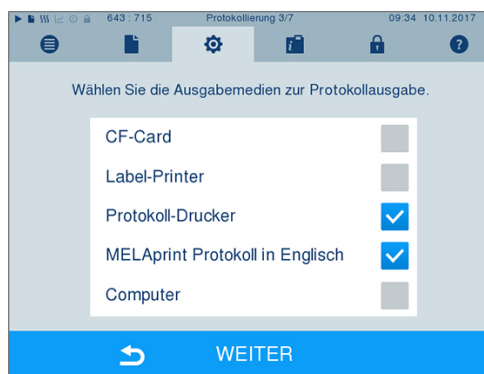 643 : 715 Protokollierung 3/7 09:34 10.11.2017
Wählen Sie die Ausgabemedien zur Protokollausgabe.
CF-Card
Label-Printer
Protokoll-Drucker
MELAprint Protokoll in Englisch
Computer
WEITER